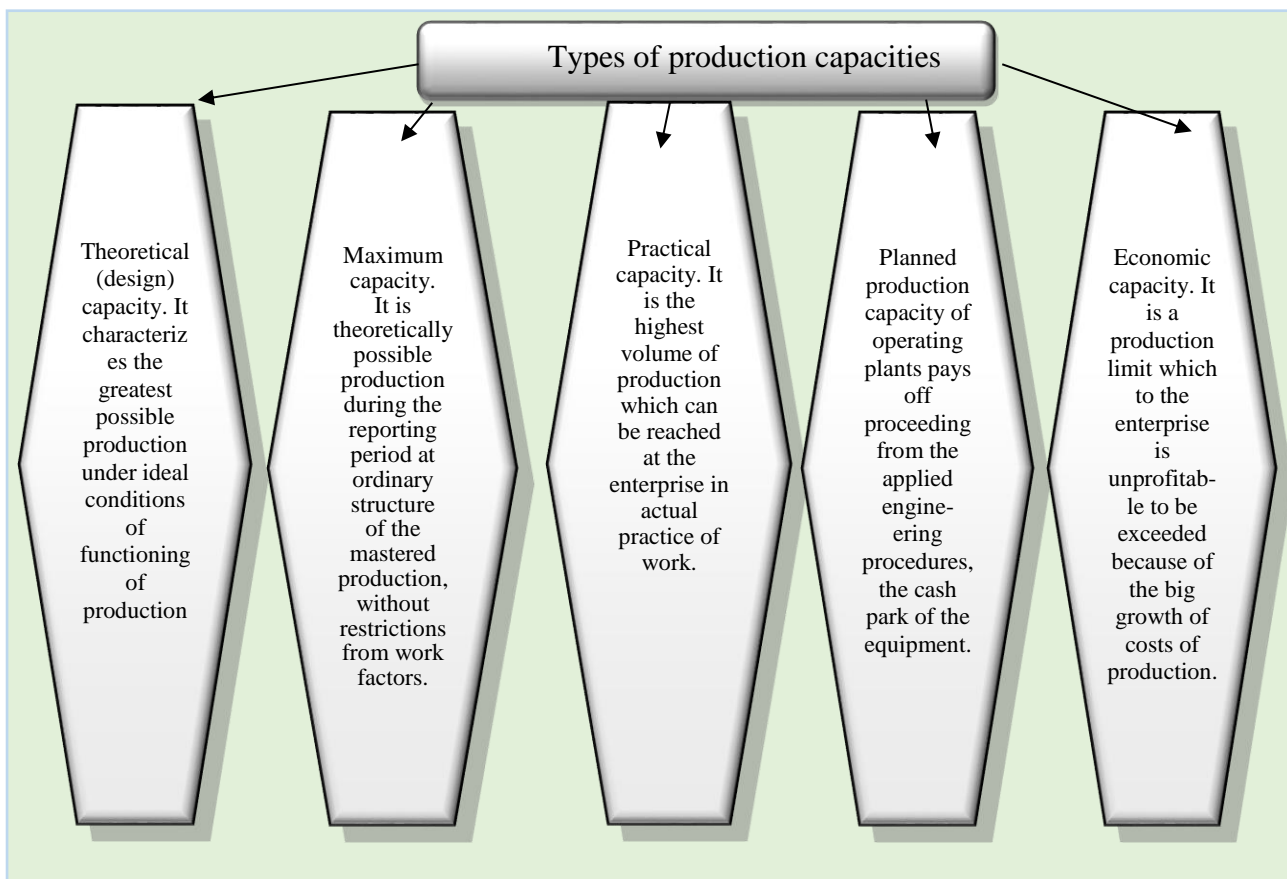 Types of production capacities
Theoretical
(design)
capacity. It
characteriz
es the
greatest
possible
production
under ideal
conditions
of
functioning
of
production
Maximum
capacity.
It is
theoretically
possible
production
during the
reporting
period at
ordinary
structure
of the
mastered
production,
without
restrictions
from work
factors.
Practical
capacity. It
is the
highest
volume of
production
which can
be reached
at the
enterprise in
actual
practice of
work.
Planned
production
capacity of
operating
plants pays
off
proceeding
from the
applied
engine-
ering
procedures,
the cash
park of the
equipment.
Economic
capacity. It
is a
production
limit which
to the
enterprise
is
unprofitab-
le to be
exceeded
because of
the big
growth of
costs of
production.